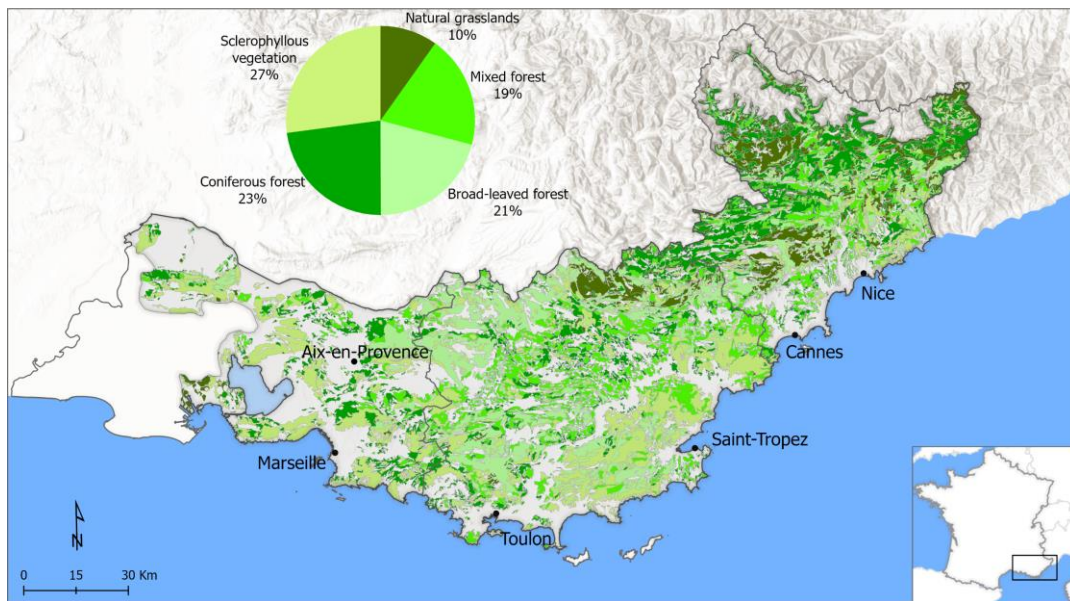 Natural grasslands
10%
Sclerophyllous
vegetation
27%
Mixed forest
19%
Coniferous forest
23%
Broad-leaved forest
21%
Nice
Cannes
Aix-en-Provence
Saint-Tropez
Marseille
Toulon
N
0 15 30 Km